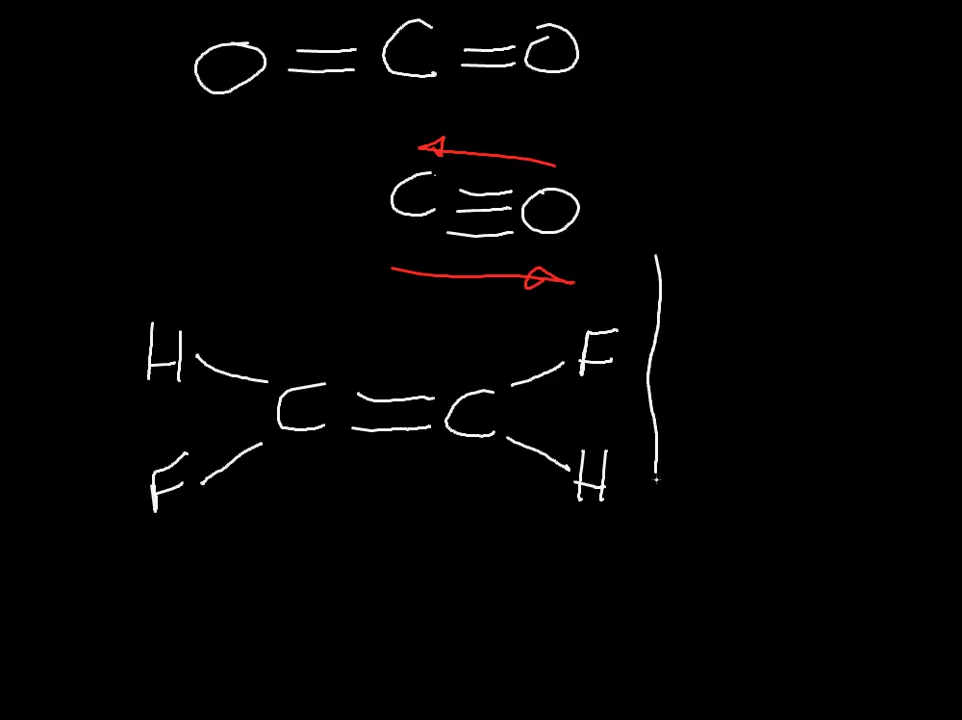 O=C=O
C≡O
H F
C=C
F H